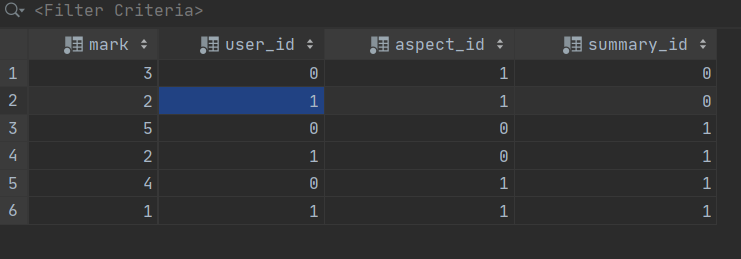 <Filter Criteria>
mark user_id aspect_id summary_id
1 3 0 1 0
2 2 1 1 0
3 5 0 0 1
4 2 1 0 1
5 4 0 1 1
6 1 1 1 1